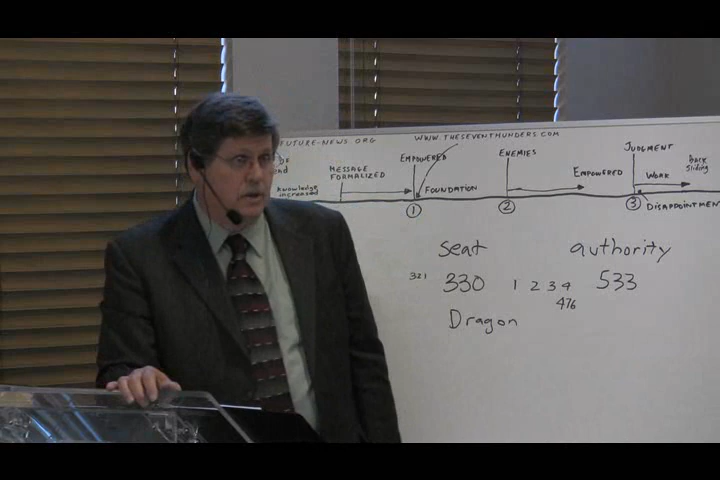 FUTURE-NEWS.ORG WWW.THESEVENTHUNDERS.COM
MESSAGE FORMALIZED
EMPOWERED
ENEMIES
JUDGMENT
Back Sliding
Knowledge increased
FOUNDATION
EMPOWERED
WORK
1 2 3 DISAPPOINTMENT
seat authority
321 330 1 2 3 4 533
476
Dragon